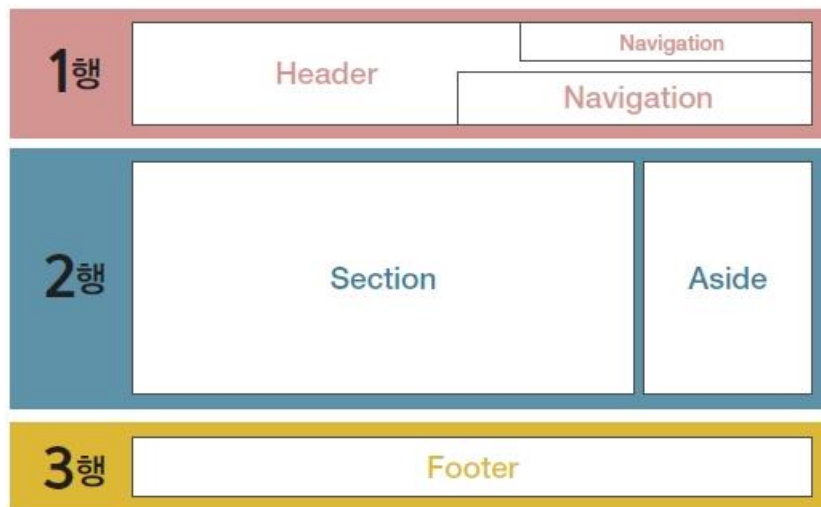 1행
Navigation
Header
Navigation
2행
Section
Aside
3행
Footer